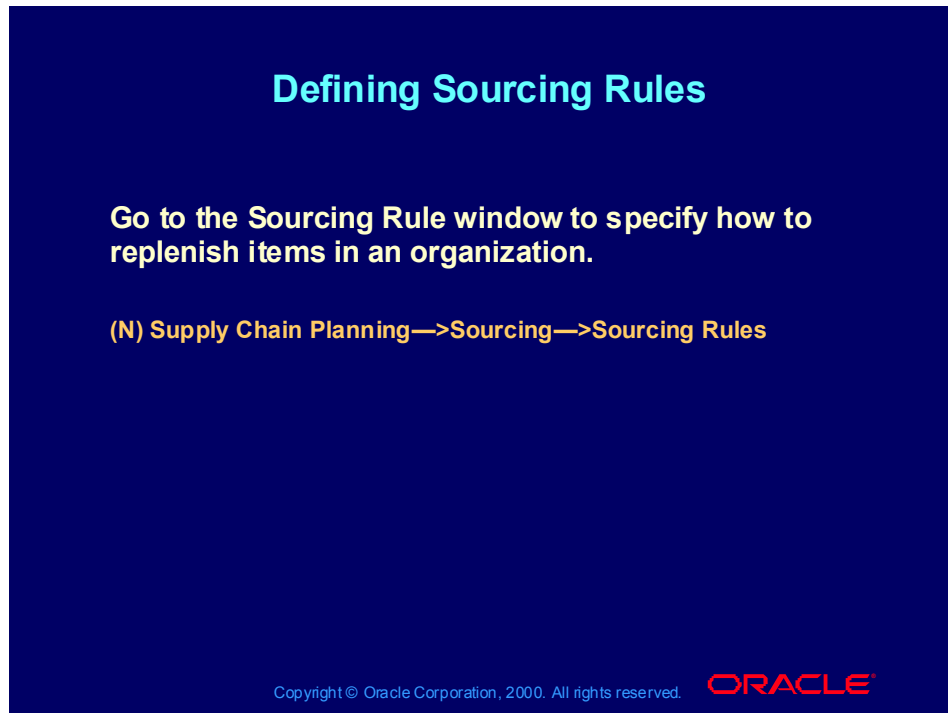 Defining Sourcing Rules
Go to the Sourcing Rule window to specify how to
replenish items in an organization.
(N) Supply Chain Planning—>Sourcing—>Sourcing Rules
Copyright © Oracle Corporation, 2000. All rights reserved.
ORACLE®